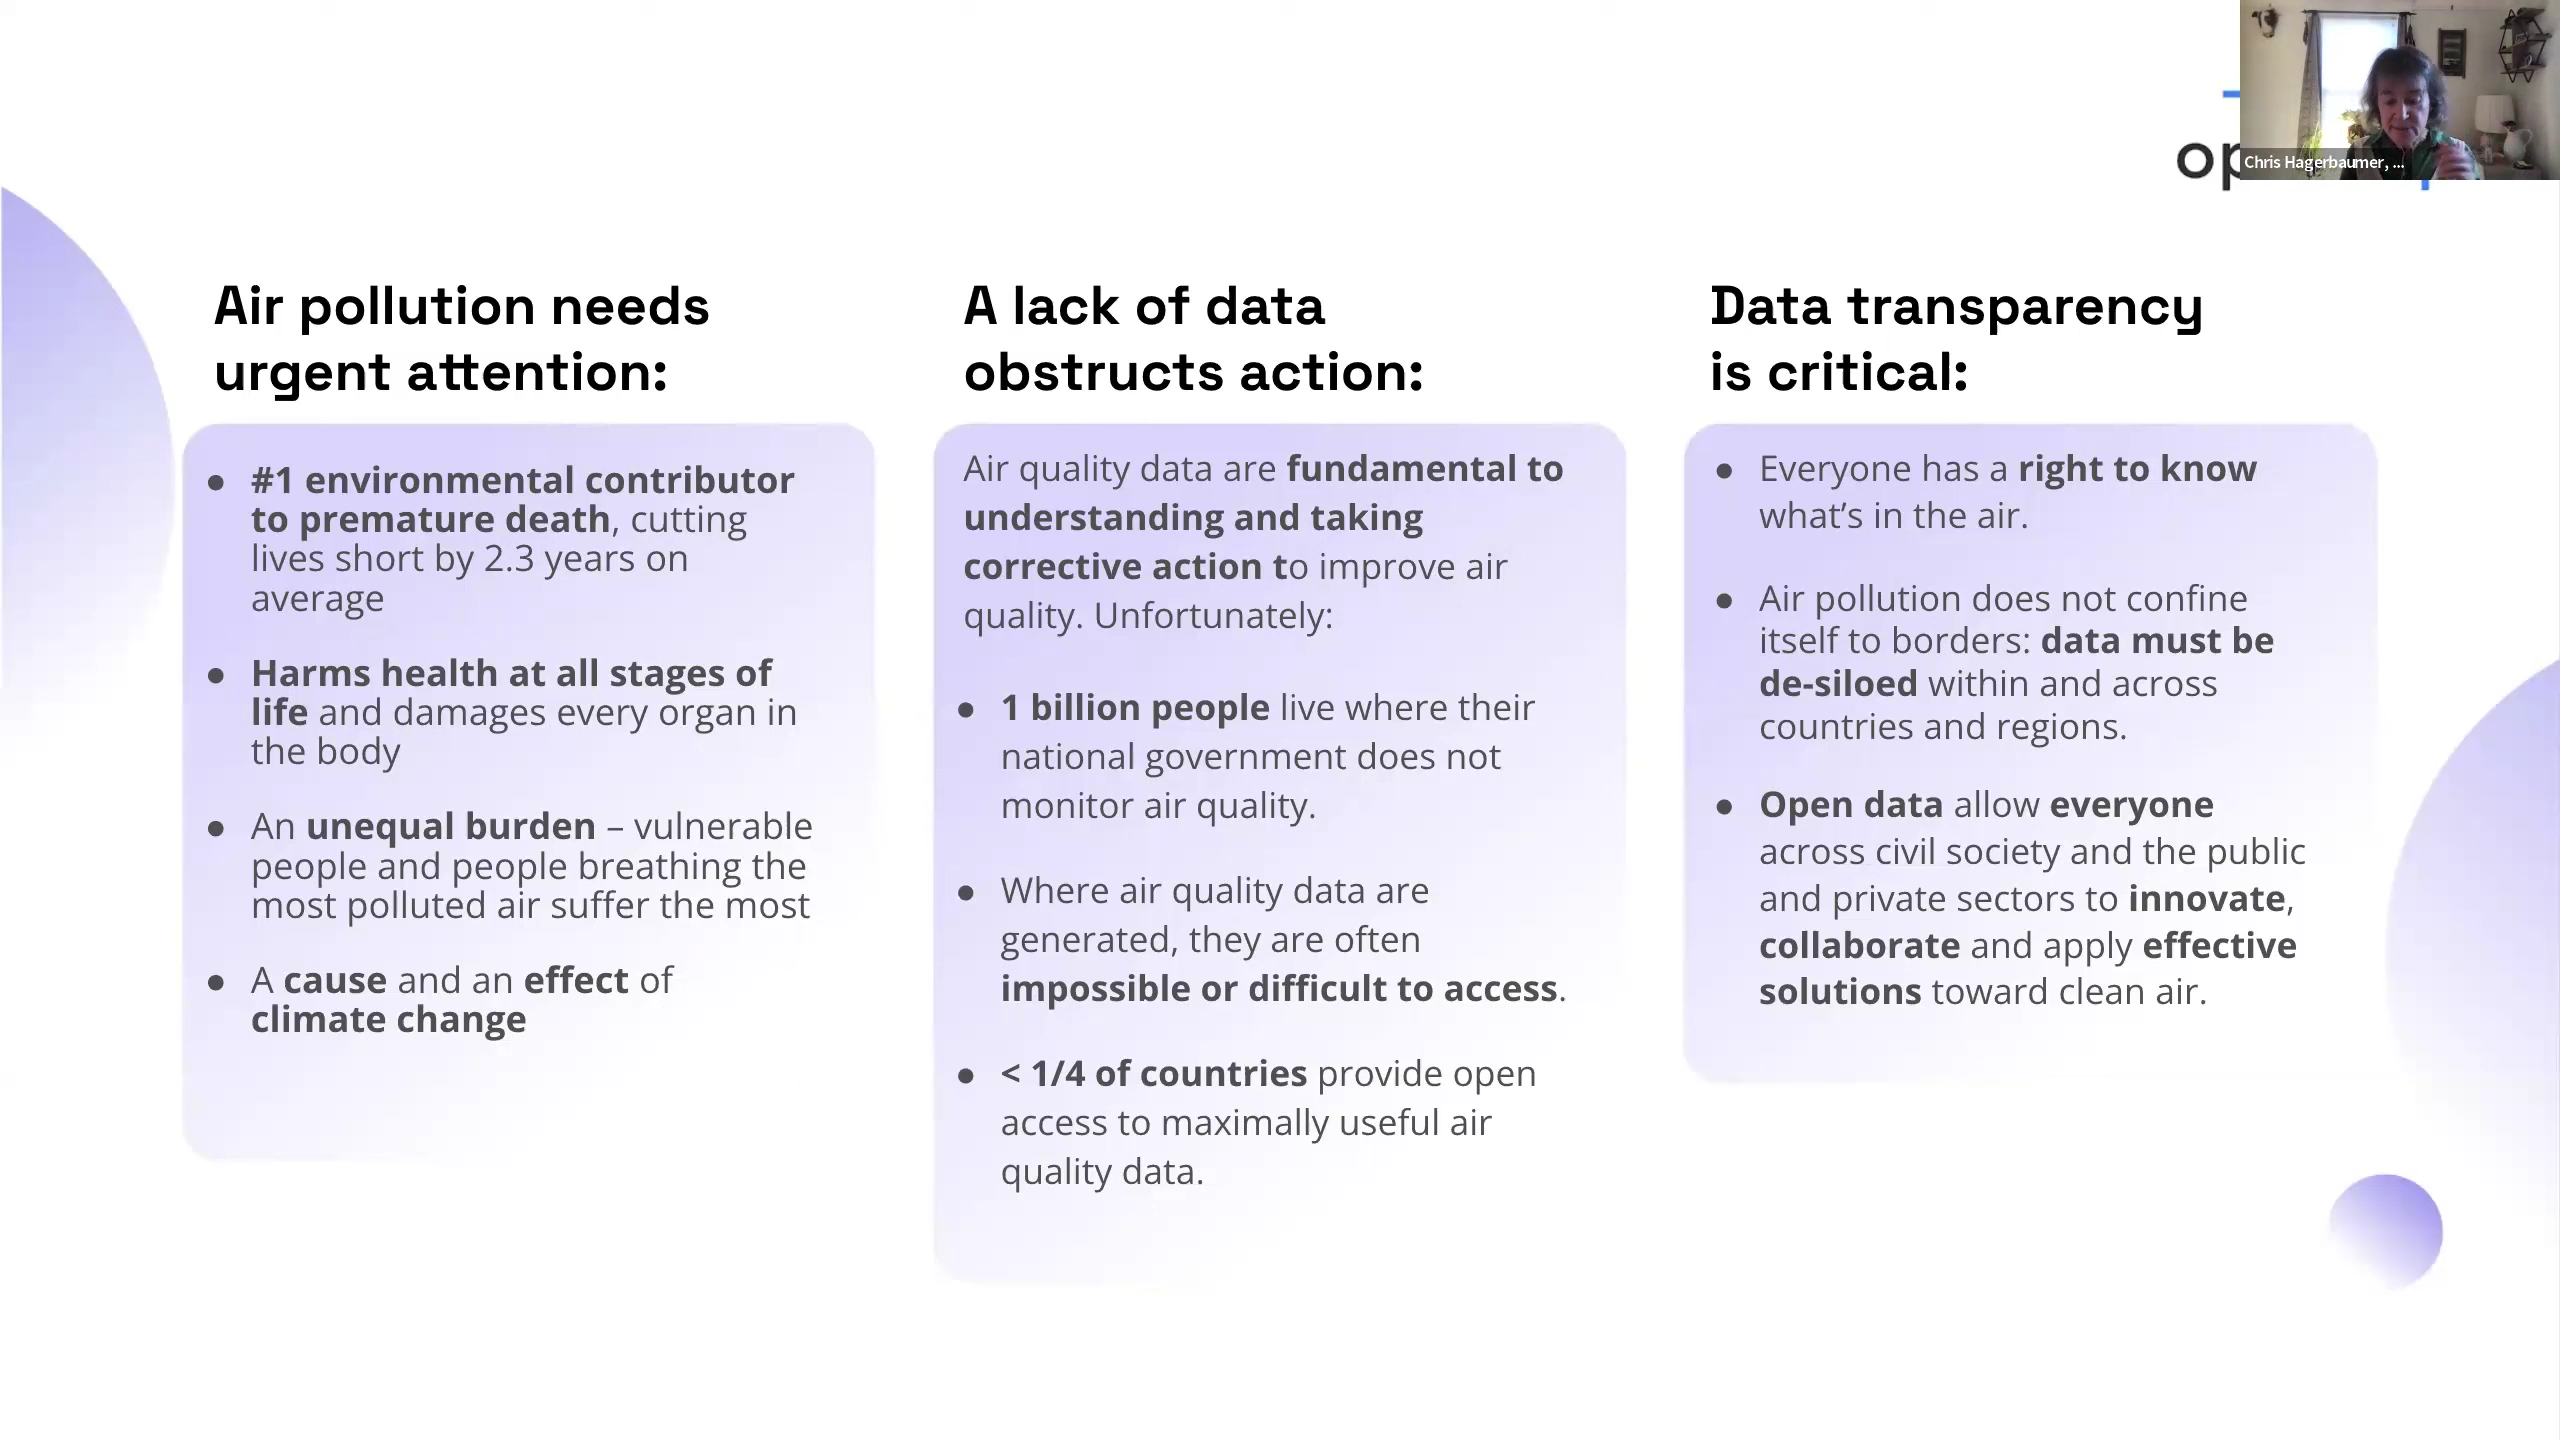 Chris Hagerbaumer, ...
Air pollution needs
urgent attention:
● #1 environmental contributor
to premature death, cutting
lives short by 2.3 years on
average
● Harms health at all stages of
life and damages every organ in
the body
● An unequal burden – vulnerable
people and people breathing the
most polluted air suffer the most
● A cause and an effect of
climate change
A lack of data
obstructs action:
Air quality data are fundamental to
understanding and taking
corrective action to improve air
quality. Unfortunately:
● 1 billion people live where their
national government does not
monitor air quality.
● Where air quality data are
generated, they are often
impossible or difficult to access.
● < 1/4 of countries provide open
access to maximally useful air
quality data.
Data transparency
is critical:
● Everyone has a right to know
what’s in the air.
● Air pollution does not confine
itself to borders: data must be
de-siloed within and across
countries and regions.
● Open data allow everyone
across civil society and the public
and private sectors to innovate,
collaborate and apply effective
solutions toward clean air.